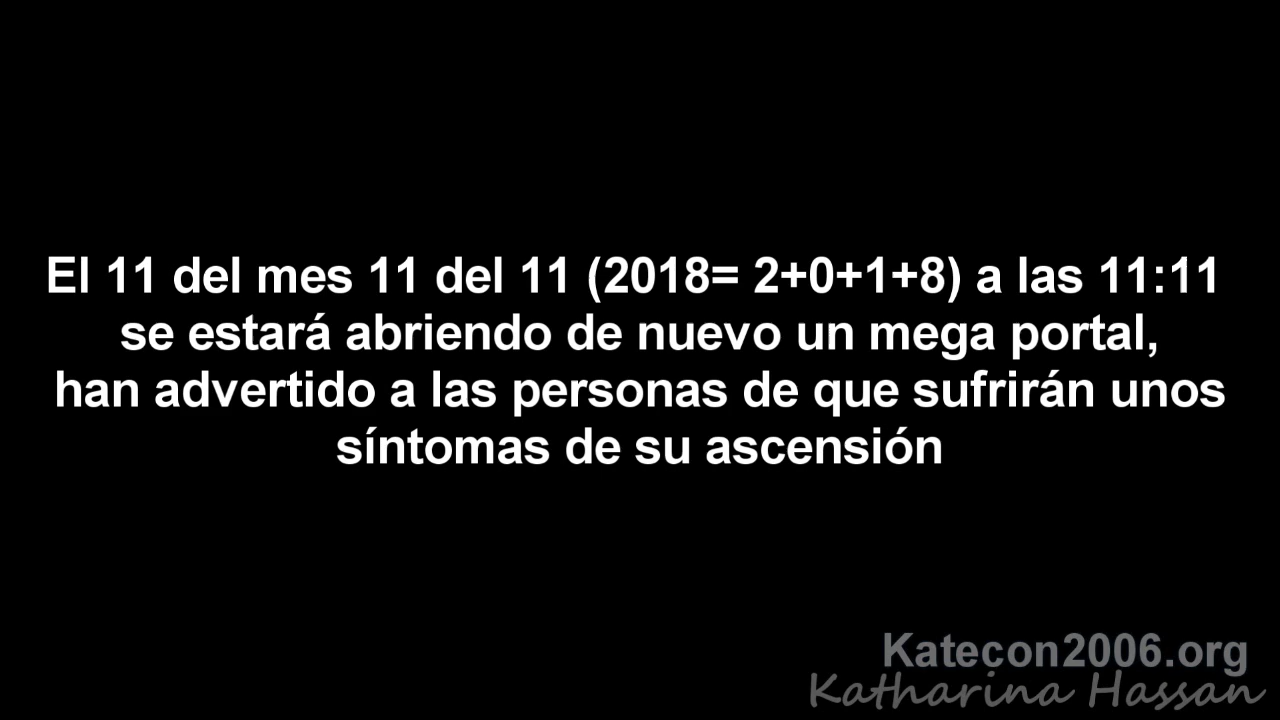 El 11 del mes 11 del 11 (2018= 2+0+1+8) a las 11:11
se estará abriendo de nuevo un mega portal,
han advertido a las personas de que sufrirán unos
síntomas de su ascensión
Katecon2006.org
Katharina Hassan